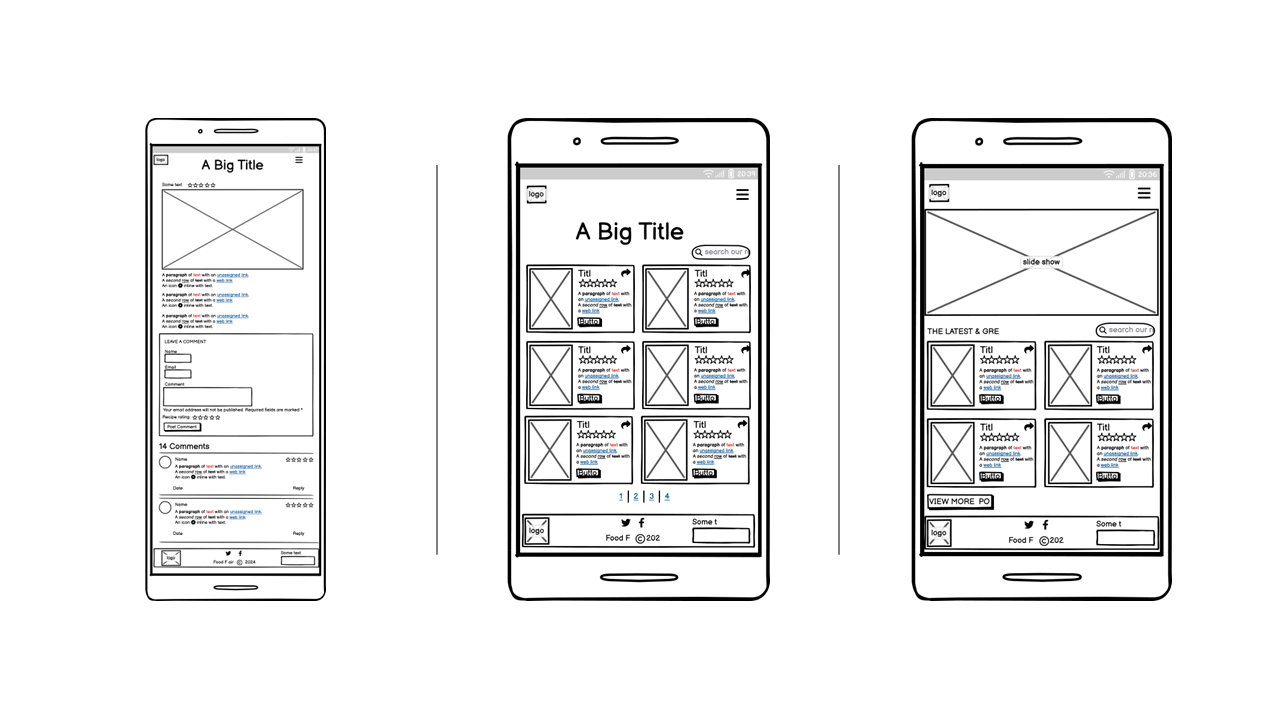 logo
A Big Title
Some text
A paragraph of text with an unassigned link.
A second row of text with a web link
An icon inline with text.
A paragraph of text with an unassigned link.
A second row of text with a web link
An icon inline with text.
A paragraph of text with an unassigned link.
A second row of text with a web link
An icon inline with text.
LEAVE A COMMENT
Name
Email
Comment
Your email address will not be published. Required fields are marked *
Recipe rating
Post Comment
14 Comments
Name
A paragraph of text with an unassigned link.
A second row of text with a web link
An icon inline with text.
Date Reply
Name
A paragraph of text with an unassigned link.
A second row of text with a web link
An icon inline with text.
Date Reply
logo
Some text
Food F air © 2024
20:39
logo
A Big Title
search our r
Titl
A paragraph of text with
an unassigned link.
A second row of text with
a web link
Butto
Titl
A paragraph of text with
an unassigned link.
A second row of text with
a web link
Butto
Titl
A paragraph of text with
an unassigned link.
A second row of text with
a web link
Butto
Titl
A paragraph of text with
an unassigned link.
A second row of text with
a web link
Butto
Titl
A paragraph of text with
an unassigned link.
A second row of text with
a web link
Butto
Titl
A paragraph of text with
an unassigned link.
A second row of text with
a web link
Butto
1 | 2 | 3 | 4
logo
Some t
Food F © 202
20:36
logo
slide show
THE LATEST & GRE
search our r
Titl
A paragraph of text with
an unassigned link.
A second row of text with
a web link
Butto
Titl
A paragraph of text with
an unassigned link.
A second row of text with
a web link
Butto
Titl
A paragraph of text with
an unassigned link.
A second row of text with
a web link
Butto
Titl
A paragraph of text with
an unassigned link.
A second row of text with
a web link
Butto
VIEW MORE PO
logo
Some t
Food F © 202